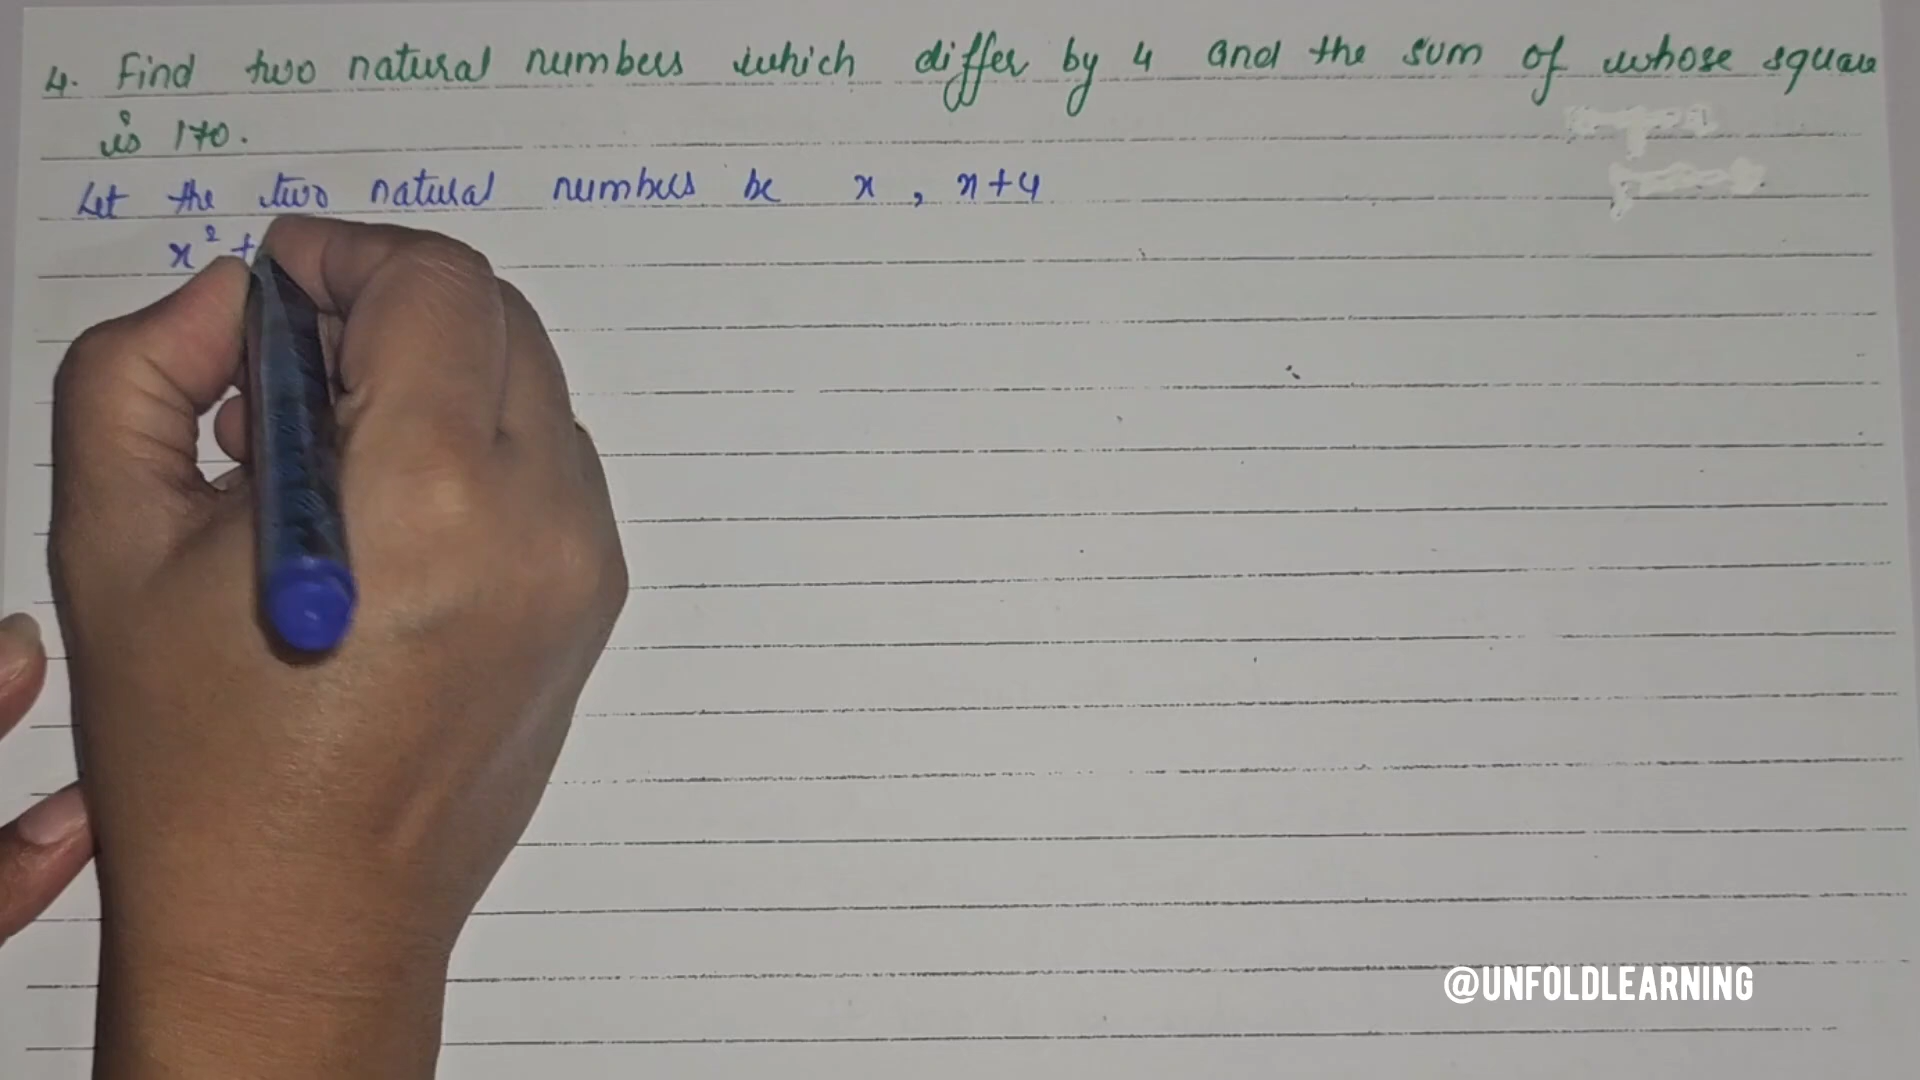 4. Find two natural numbers which differ by 4 and the sum of whose square
is 170.
Let the two natural numbers be x , x+4
x² +
@UNFOLDLEARNING